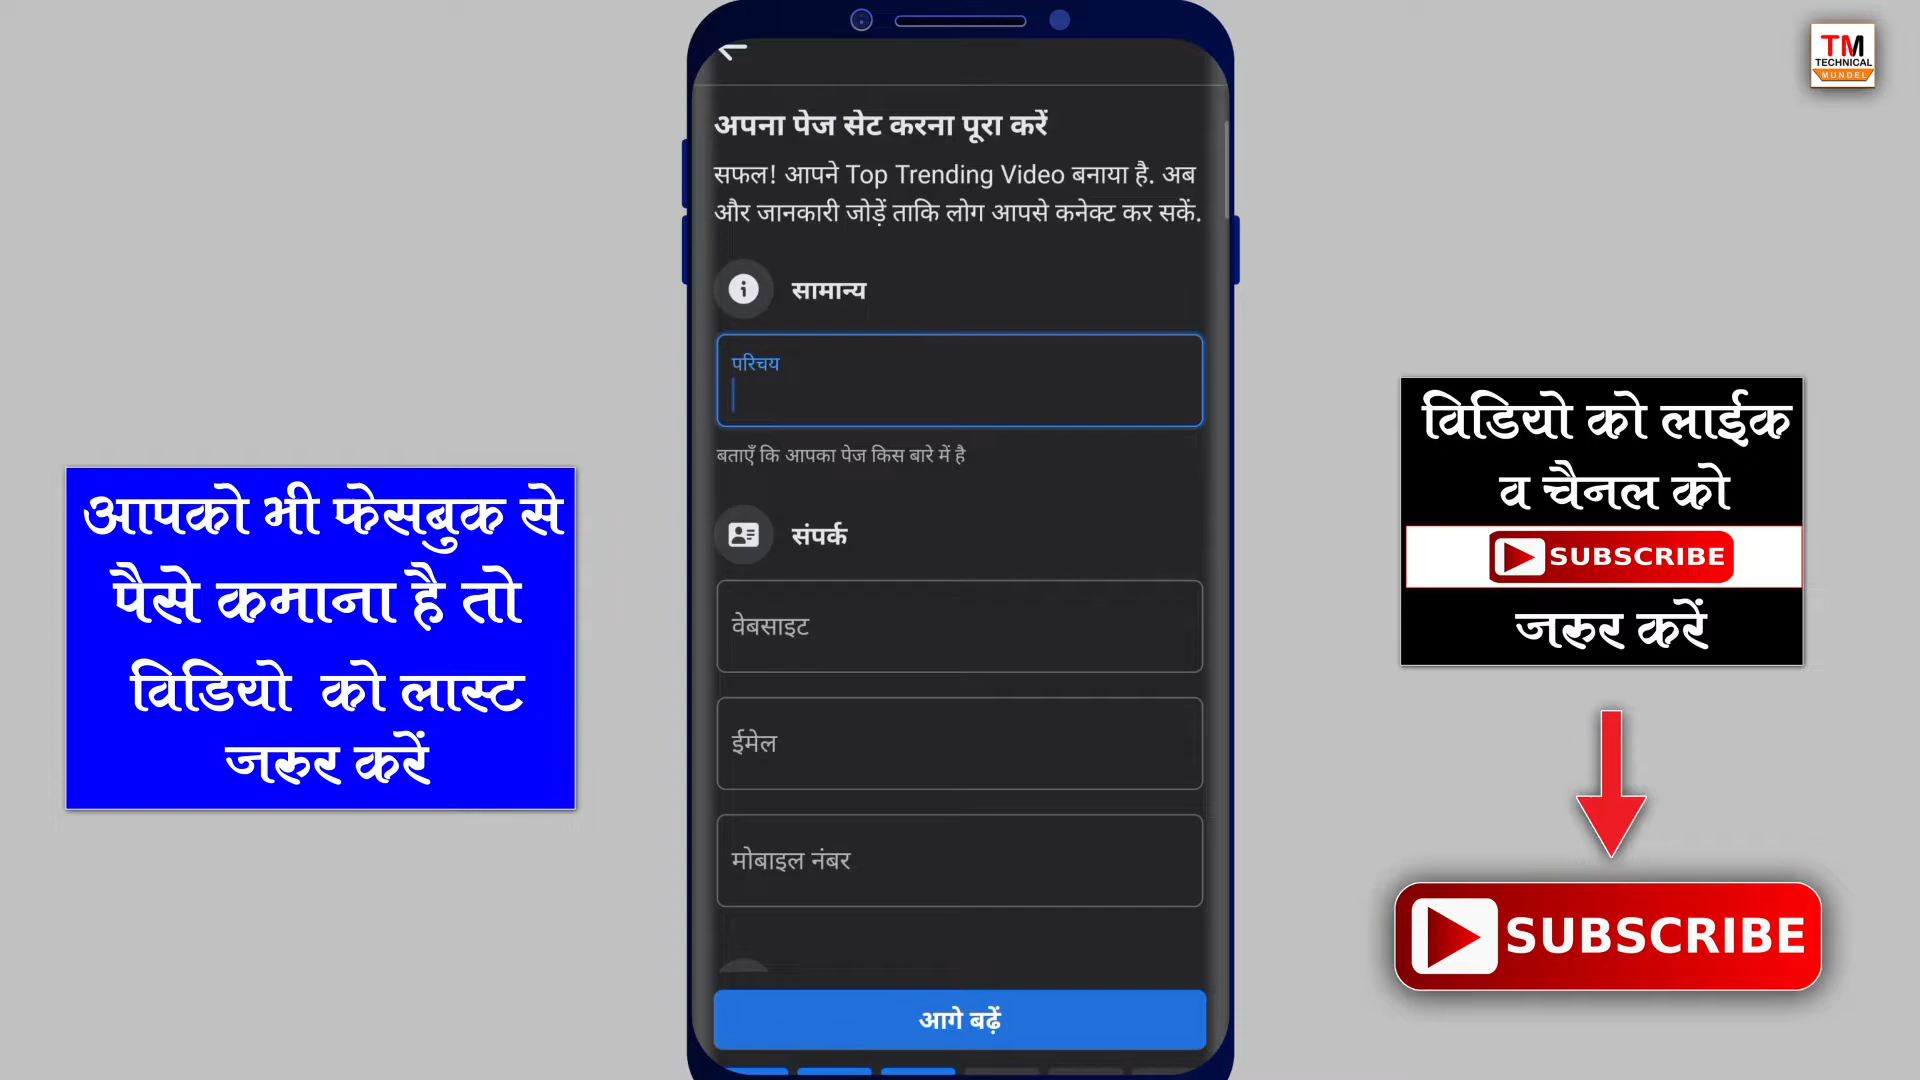 TM
TECHNICAL
MUNDEL
अपना पेज सेट करना पूरा करें
सफल! आपने Top Trending Video बनाया है. अब
और जानकारी जोड़ें ताकि लोग आपसे कनेक्ट कर सकें.
सामान्य
परिचय
बताएँ कि आपका पेज किस बारे में है
संपर्क
वेबसाइट
ईमेल
मोबाइल नंबर
आगे बढ़ें
आपको भी फेसबुक से
पैसे कमाना है तो
विडियो को लास्ट
जरुर करें
विडियो को लाईक
व चैनल को
SUBSCRIBE
जरुर करें
SUBSCRIBE